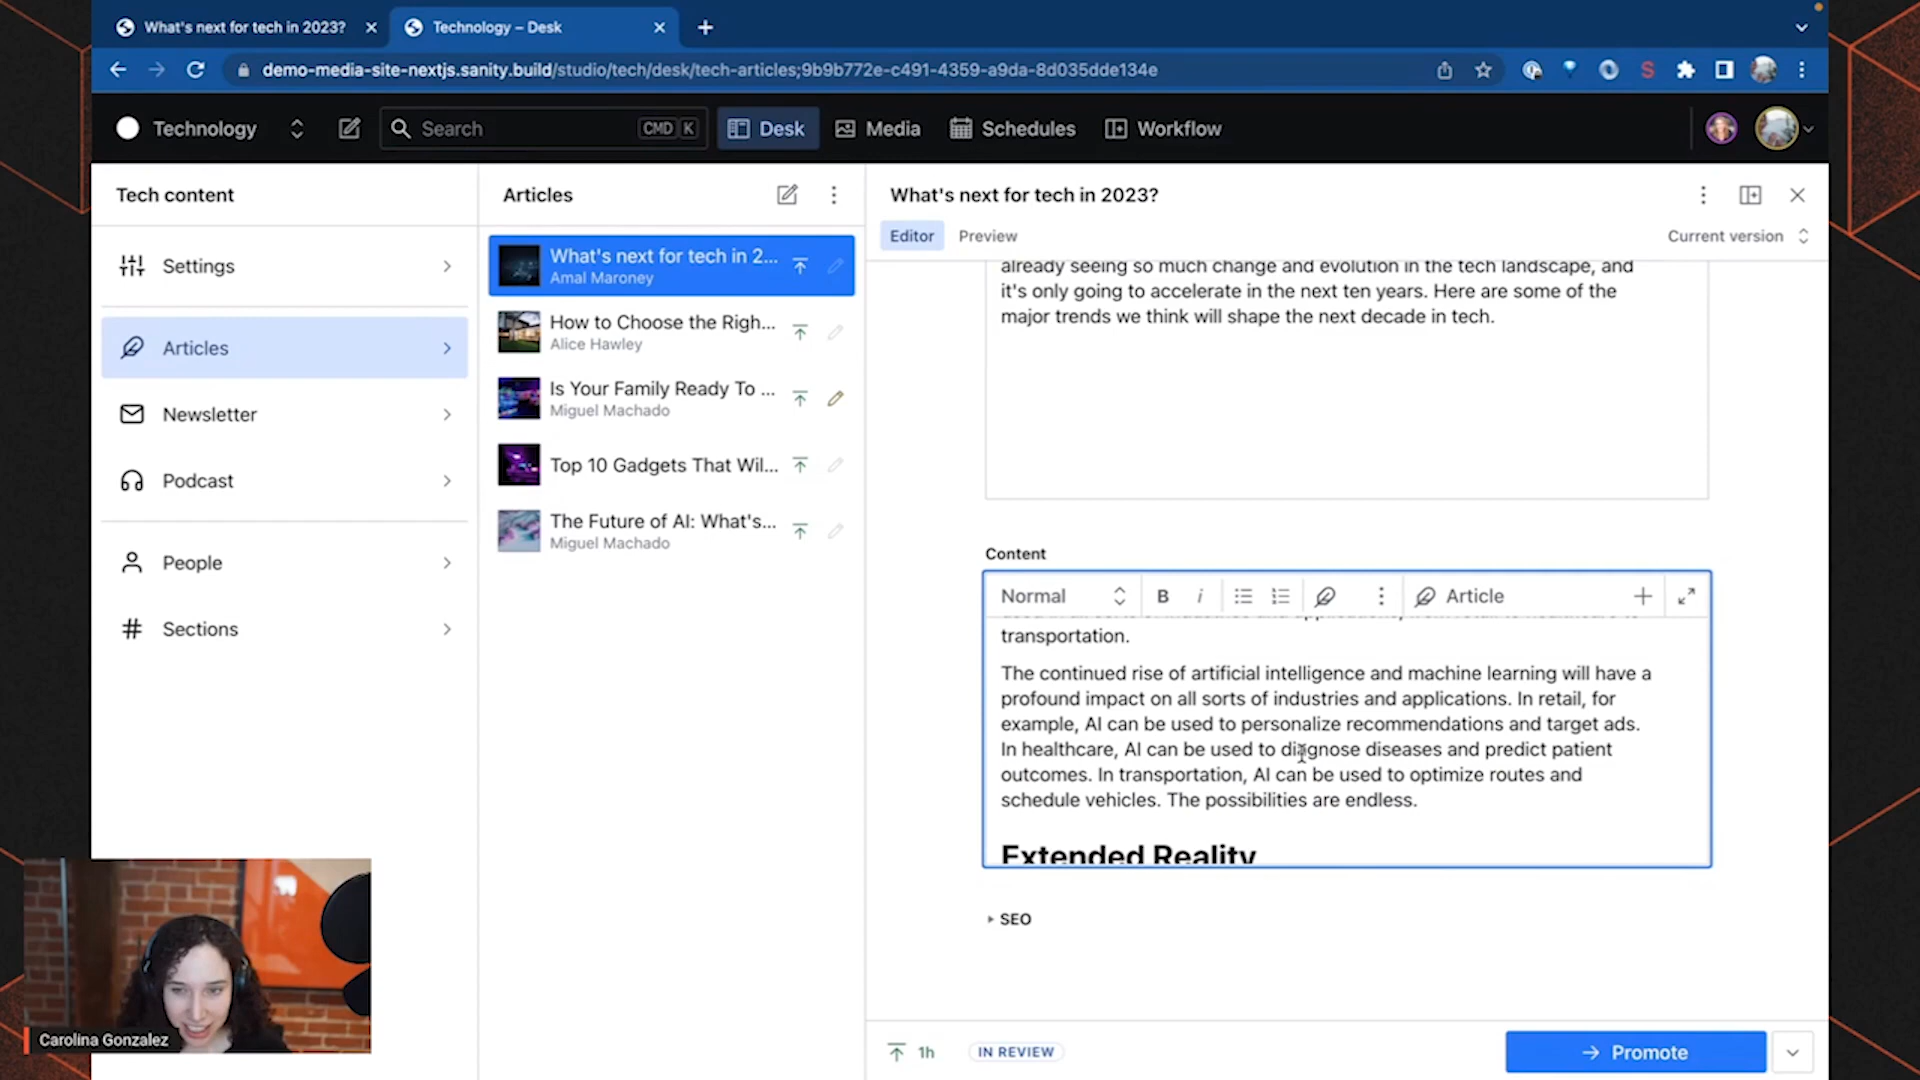 What's next for tech in 2023?
Technology – Desk
demo-media-site-nextjs.sanity.build/studio/tech/desk/tech-articles;9b9b772e-c491-4359-a9da-8d035dde134e
Technology
Search
CMD K
Desk
Media
Schedules
Workflow
Tech content
Settings
Articles
Newsletter
Podcast
People
Sections
Articles
What's next for tech in 2...
Amal Maroney
How to Choose the Righ...
Alice Hawley
Is Your Family Ready To ...
Miguel Machado
Top 10 Gadgets That Wil...
The Future of AI: What's...
Miguel Machado
What's next for tech in 2023?
Editor
Preview
Current version
already seeing so much change and evolution in the tech landscape, and
it's only going to accelerate in the next ten years. Here are some of the
major trends we think will shape the next decade in tech.
Content
Normal
B
i
Article
transportation.
The continued rise of artificial intelligence and machine learning will have a
profound impact on all sorts of industries and applications. In retail, for
example, AI can be used to personalize recommendations and target ads.
In healthcare, AI can be used to diagnose diseases and predict patient
outcomes. In transportation, AI can be used to optimize routes and
schedule vehicles. The possibilities are endless.
Extended Reality
SEO
1h
IN REVIEW
Promote
Carolina Gonzalez